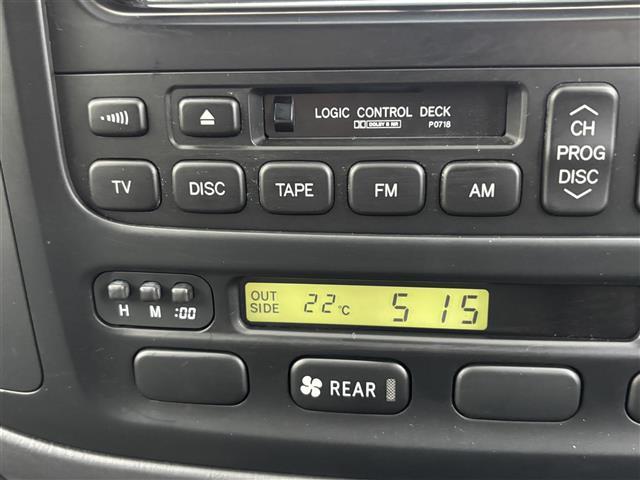 LOGIC CONTROL DECK
DOLBY B NR P0718
TV DISC TAPE FM AM
CH
PROG
DISC
OUT SIDE 22°C 5 15
H M :00
REAR